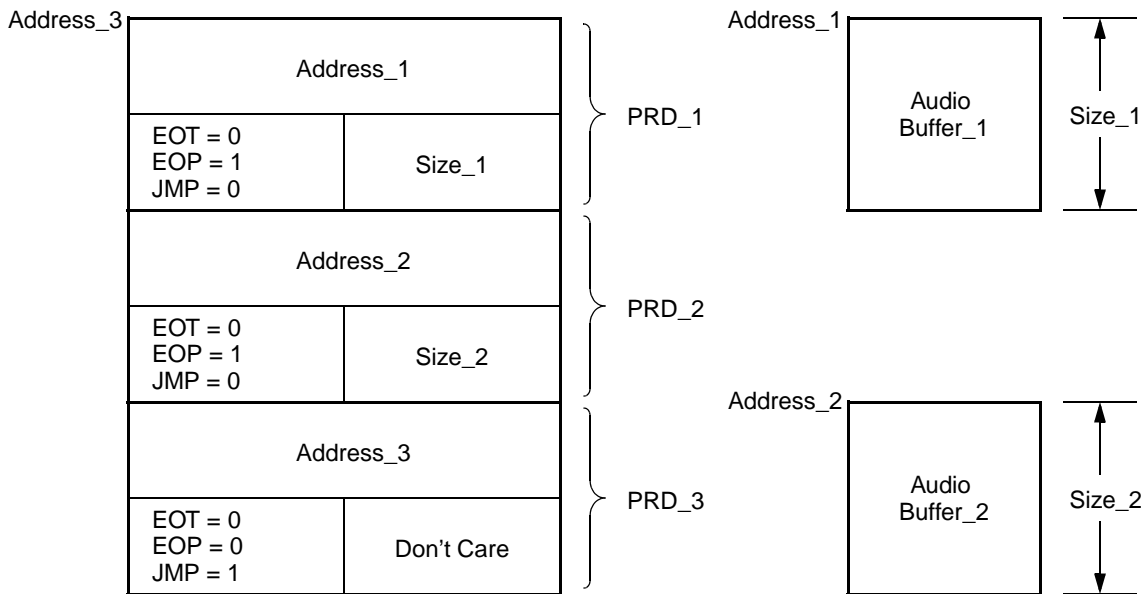 Address_3
Address_1
EOT = 0
EOP = 1
JMP = 0
Size_1
PRD_1
Address_2
EOT = 0
EOP = 1
JMP = 0
Size_2
PRD_2
Address_3
EOT = 0
EOP = 0
JMP = 1
Don’t Care
PRD_3
Address_1
Audio
Buffer_1
Size_1
Address_2
Audio
Buffer_2
Size_2